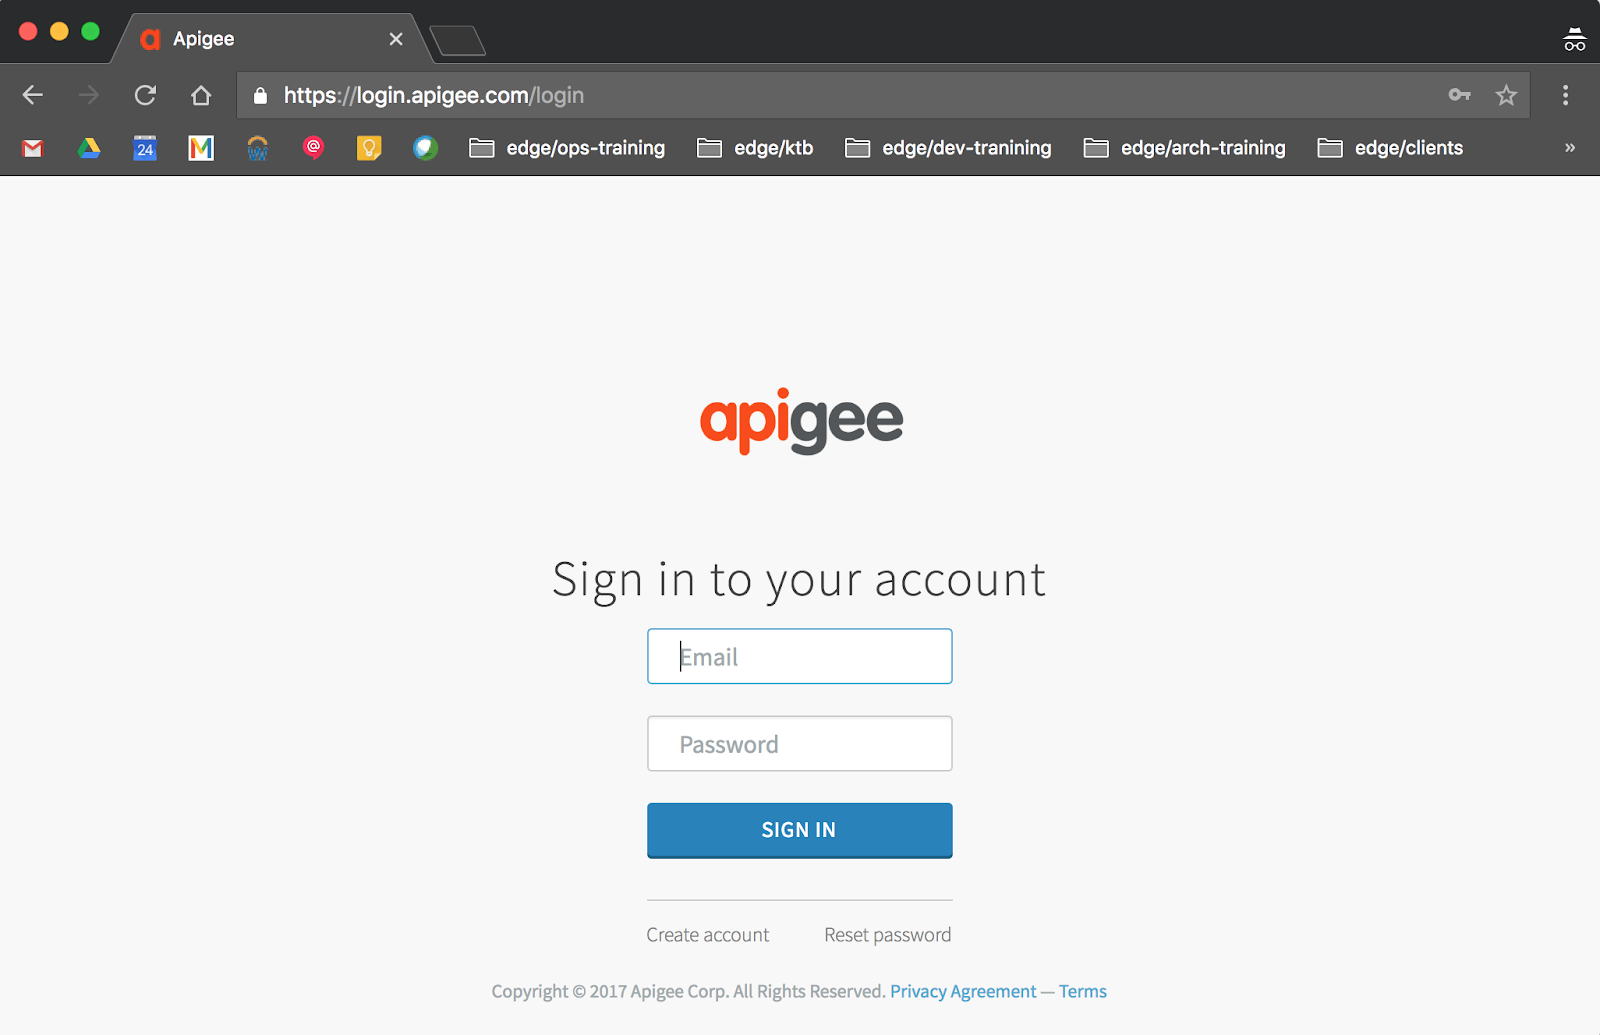 Apigee
https://login.apigee.com/login
24
edge/ops-training
edge/ktb
edge/dev-tranining
edge/arch-training
edge/clients
»
apigee
Sign in to your account
Email
Password
SIGN IN
Create account
Reset password
Copyright © 2017 Apigee Corp. All Rights Reserved. Privacy Agreement — Terms